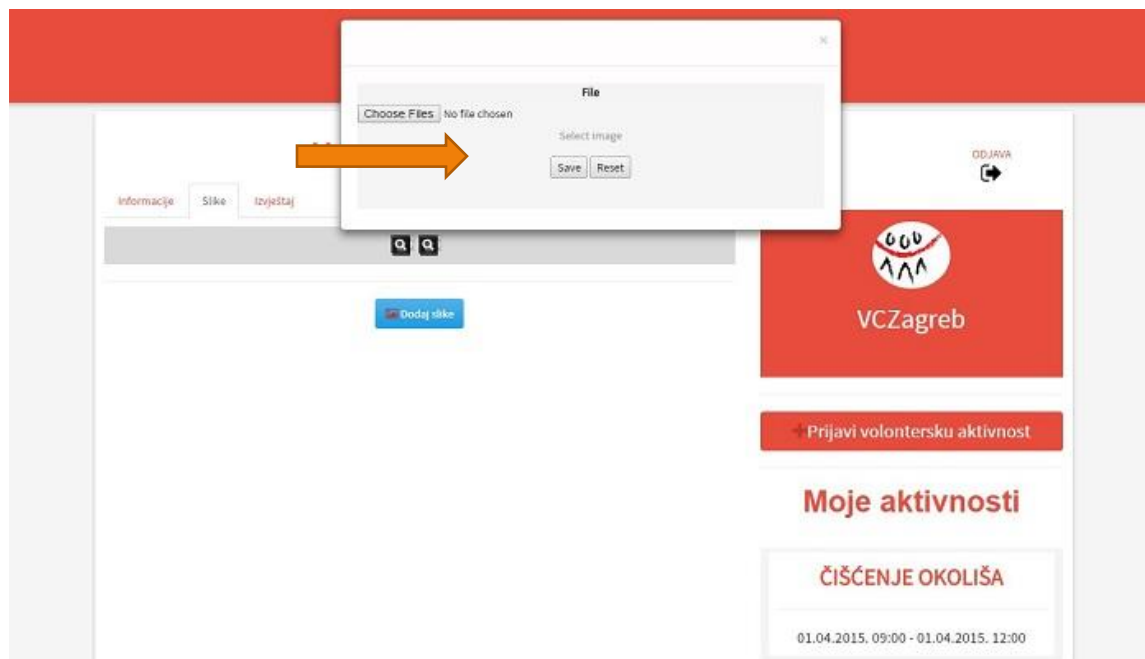 ×
File
Choose Files No file chosen
Select image
Save Reset
ODJAVA
Informacije Slike Izvještaj
Dodaj slike
VCZagreb
Prijavi volontersku aktivnost
Moje aktivnosti
ČIŠĆENJE OKOLIŠA
01.04.2015. 09:00 - 01.04.2015. 12:00